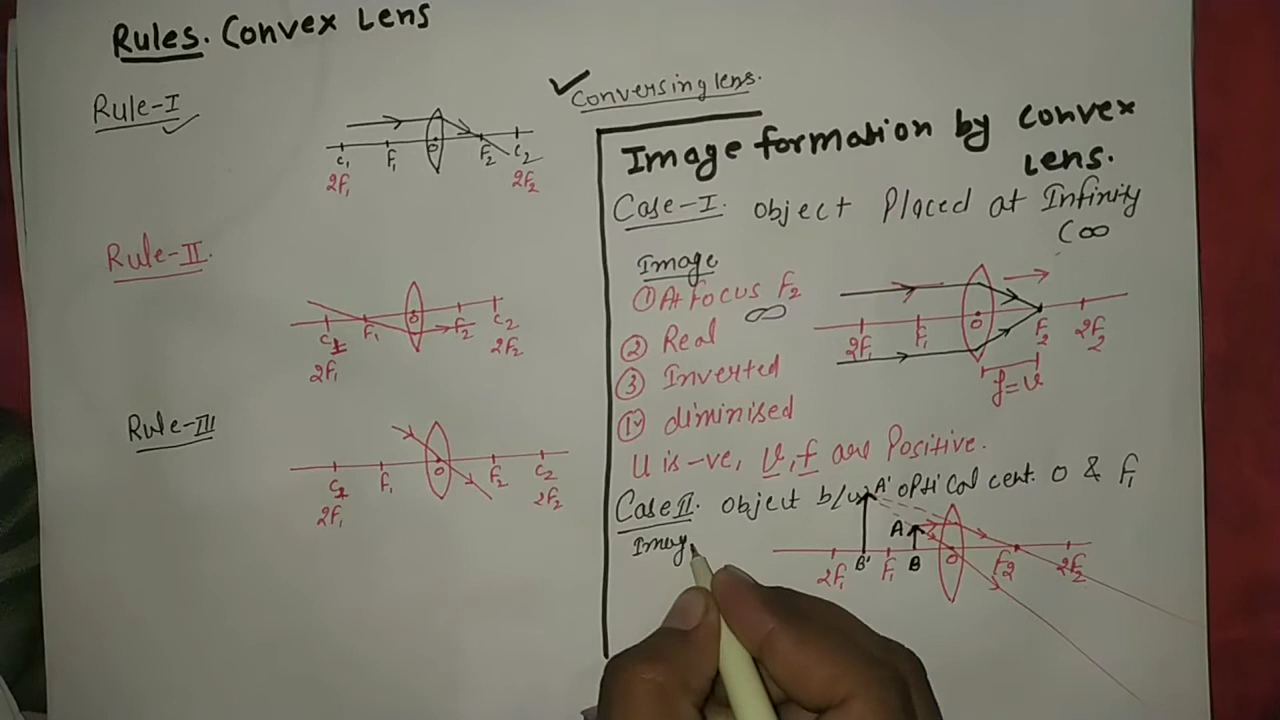 Rules. Convex Lens
Rule-I
C₁ F₁ O F₂ C₂
2F₁ 2F₂
Rule-II.
C₁ F₁ O F₂ C₂
2F₁ 2F₂
Rule-III
C₁ F₁ O F₂ C₂
2F₁ 2F₂
✓Conversing lens.
Image formation by convex
lens.
Case-I. object Placed at Infinity
(∞
Image
① At Focus F₂
∞
② Real
③ Inverted
④ diminised
2F₁ F₁ O F₂ 2F₂
f=v
u is -ve, v, f are Positive.
Case II. object b/w optical cent. O & F₁
Imag
A' A
2F₁ B' F₁ B O F₂ 2F₂